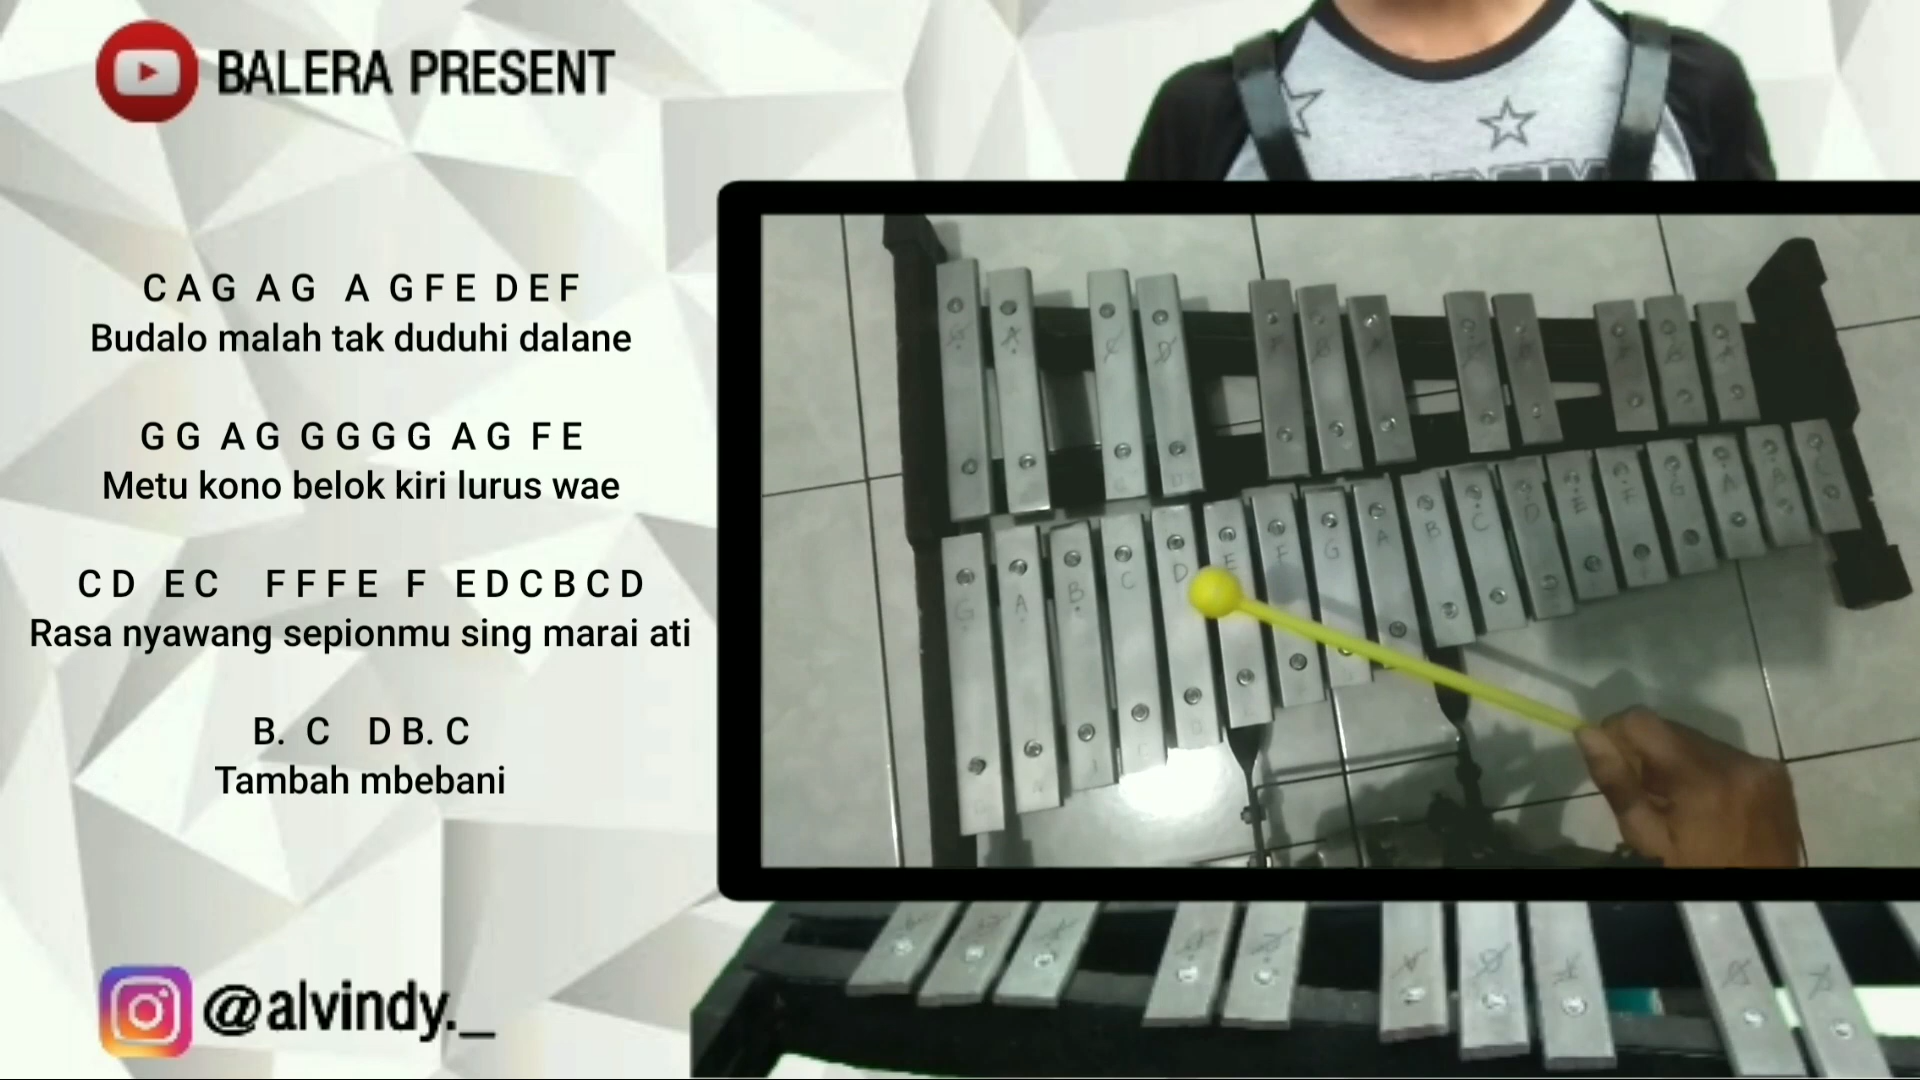 BALERA PRESENT
C A G A G A G F E D E F
Budalo malah tak duduhi dalane
G G A G G G G G A G F E
Metu kono belok kiri lurus wae
C D E C F F F E F E D C B C D
Rasa nyawang sepionmu sing marai ati
B. C D B. C
Tambah mbebani
@alvindy._
G A B C D E F G A B C D E F G A B C